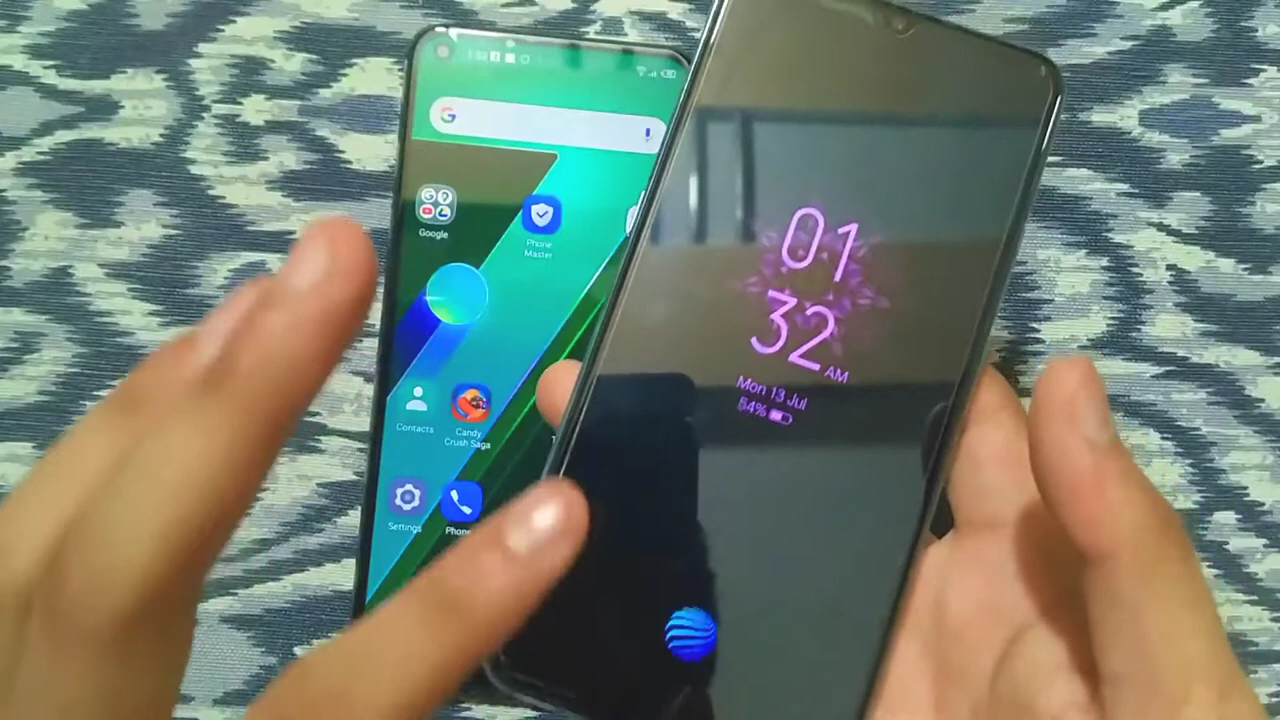 Google
Phone
Master
Contacts
Candy
Crush Saga
Settings
Phone
01
32
AM
Mon 13 Jul
54%